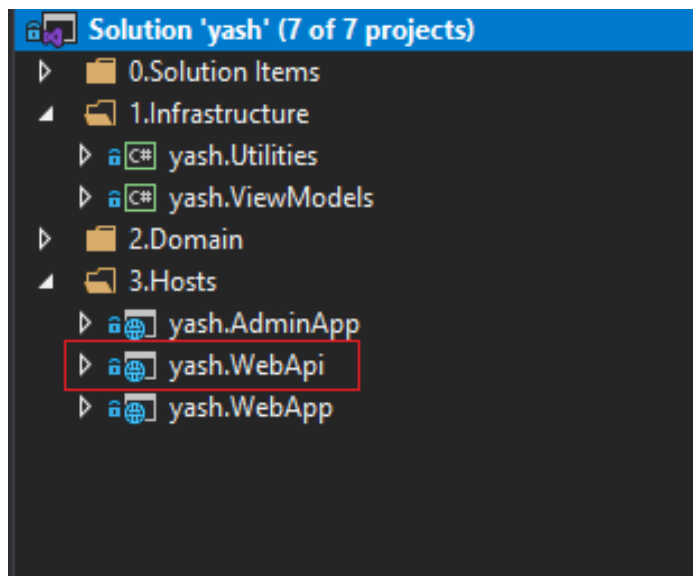 Solution 'yash' (7 of 7 projects)
0.Solution Items
1.Infrastructure
C# yash.Utilities
C# yash.ViewModels
2.Domain
3.Hosts
yash.AdminApp
yash.WebApi
yash.WebApp